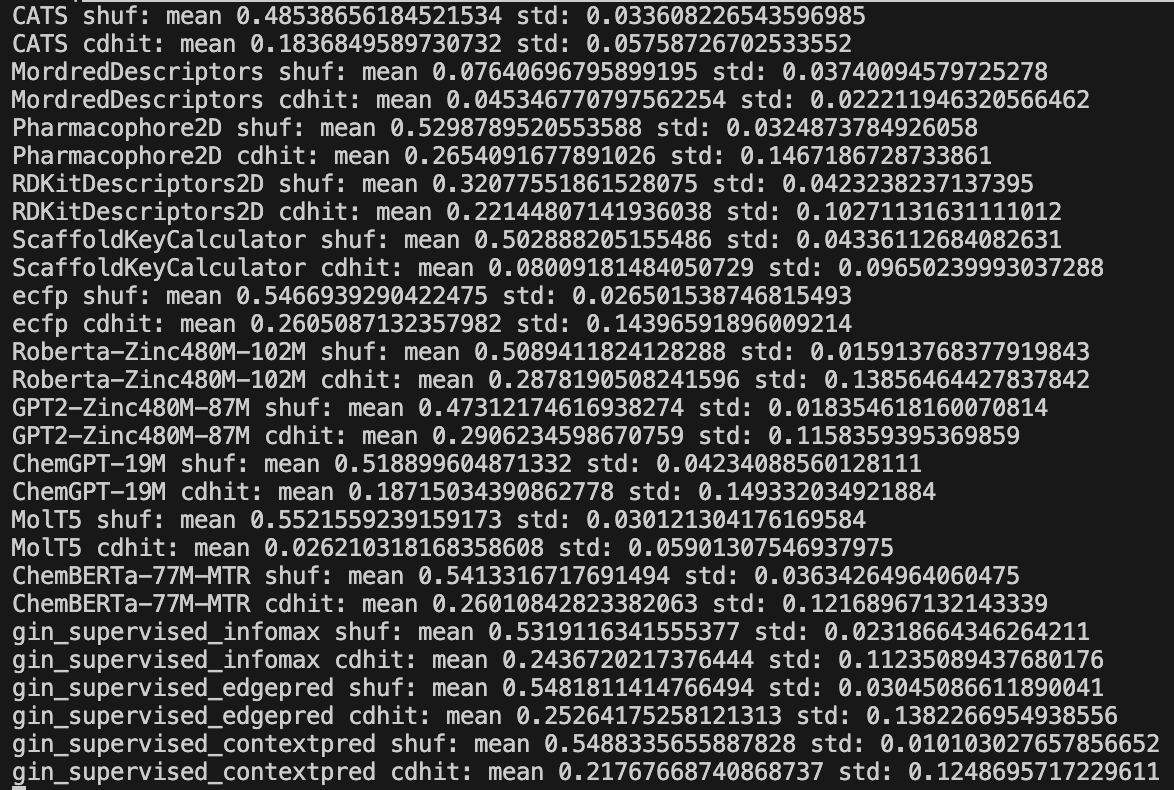 CATS shuf: mean 0.48538656184521534 std: 0.033608226543596985
CATS cdhit: mean 0.1836849589730732 std: 0.05758726702533552
MordredDescriptors shuf: mean 0.07640696795899195 std: 0.03740094579725278
MordredDescriptors cdhit: mean 0.045346770797562254 std: 0.022211946320566462
Pharmacophore2D shuf: mean 0.5298789520553588 std: 0.0324873784926058
Pharmacophore2D cdhit: mean 0.2654091677891026 std: 0.1467186728733861
RDKitDescriptors2D shuf: mean 0.32077551861528075 std: 0.0423238237137395
RDKitDescriptors2D cdhit: mean 0.22144807141936038 std: 0.10271131631111012
ScaffoldKeyCalculator shuf: mean 0.502888205155486 std: 0.04336112684082631
ScaffoldKeyCalculator cdhit: mean 0.08009181484050729 std: 0.09650239993037288
ecfp shuf: mean 0.5466939290422475 std: 0.026501538746815493
ecfp cdhit: mean 0.2605087132357982 std: 0.14396591896009214
Roberta-Zinc480M-102M shuf: mean 0.5089411824128288 std: 0.015913768377919843
Roberta-Zinc480M-102M cdhit: mean 0.2878190508241596 std: 0.13856464427837842
GPT2-Zinc480M-87M shuf: mean 0.47312174616938274 std: 0.018354618160070814
GPT2-Zinc480M-87M cdhit: mean 0.2906234598670759 std: 0.1158359395369859
ChemGPT-19M shuf: mean 0.518899604871332 std: 0.04234088560128111
ChemGPT-19M cdhit: mean 0.18715034390862778 std: 0.149332034921884
MolT5 shuf: mean 0.5521559239159173 std: 0.030121304176169584
MolT5 cdhit: mean 0.026210318168358608 std: 0.05901307546937975
ChemBERTa-77M-MTR shuf: mean 0.5413316717691494 std: 0.03634264964060475
ChemBERTa-77M-MTR cdhit: mean 0.26010842823382063 std: 0.12168967132143339
gin_supervised_infomax shuf: mean 0.5319116341555377 std: 0.02318664346264211
gin_supervised_infomax cdhit: mean 0.2436720217376444 std: 0.11235089437680176
gin_supervised_edgepred shuf: mean 0.5481811414766494 std: 0.03045086611890041
gin_supervised_edgepred cdhit: mean 0.25264175258121313 std: 0.1382266954938556
gin_supervised_contextpred shuf: mean 0.5488335655887828 std: 0.010103027657856652
gin_supervised_contextpred cdhit: mean 0.21767668740868737 std: 0.1248695717229611